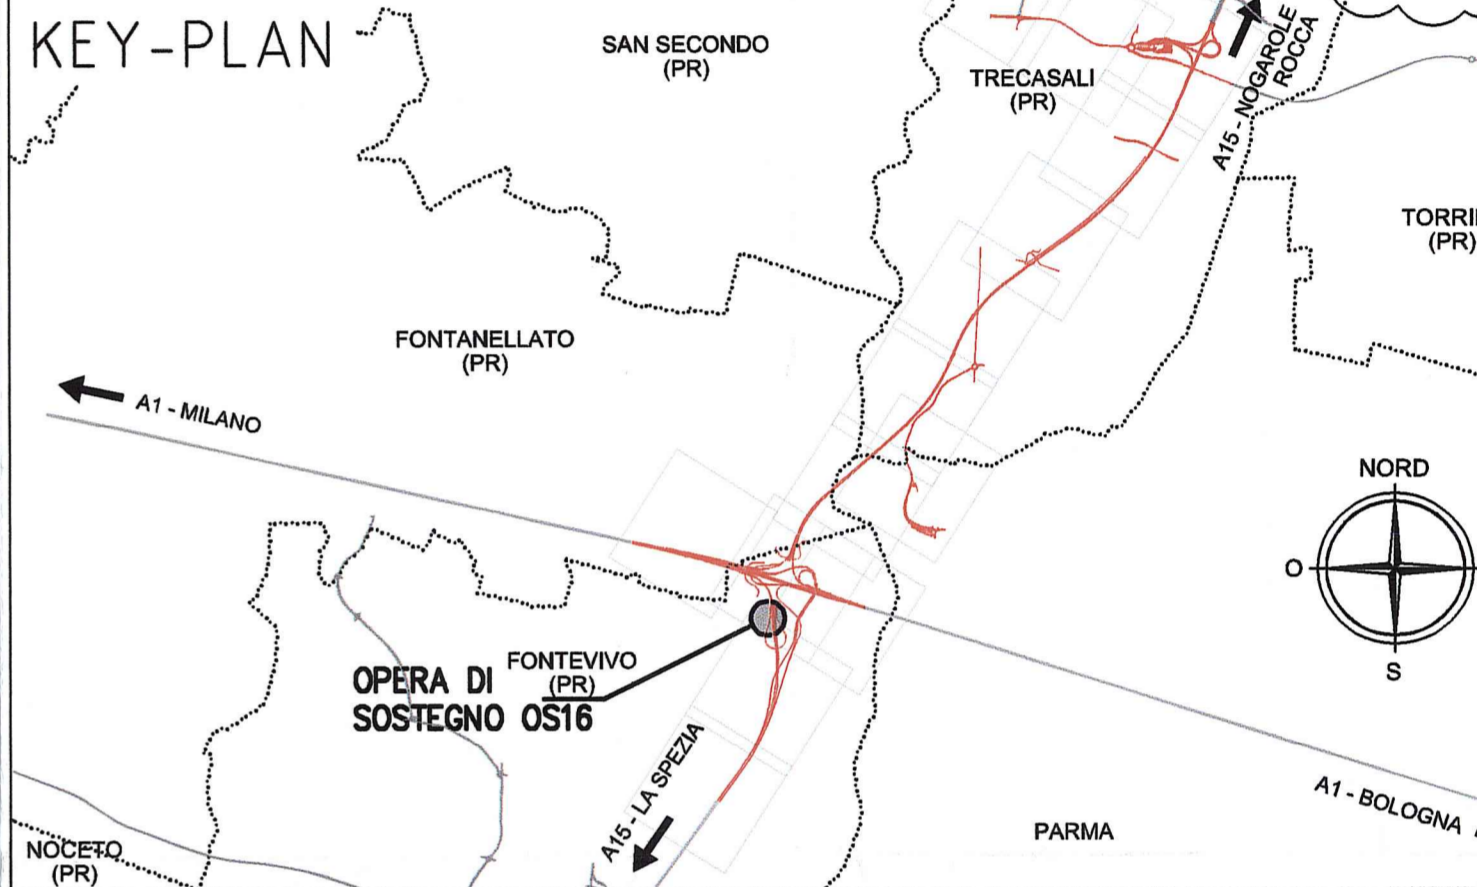 KEY-PLAN
SAN SECONDO
(PR)
TRECASALI
(PR)
A15 - NOGAROLE
ROCCA
(PR)
FONTANELLATO
(PR)
A1 - MILANO
NORD
O
S
FONTEVIVO
(PR)
OPERA DI
SOSTEGNO OS16
A15 - LA SPEZIA
A1 - BOLOGNA
PARMA
NOCETO
(PR)